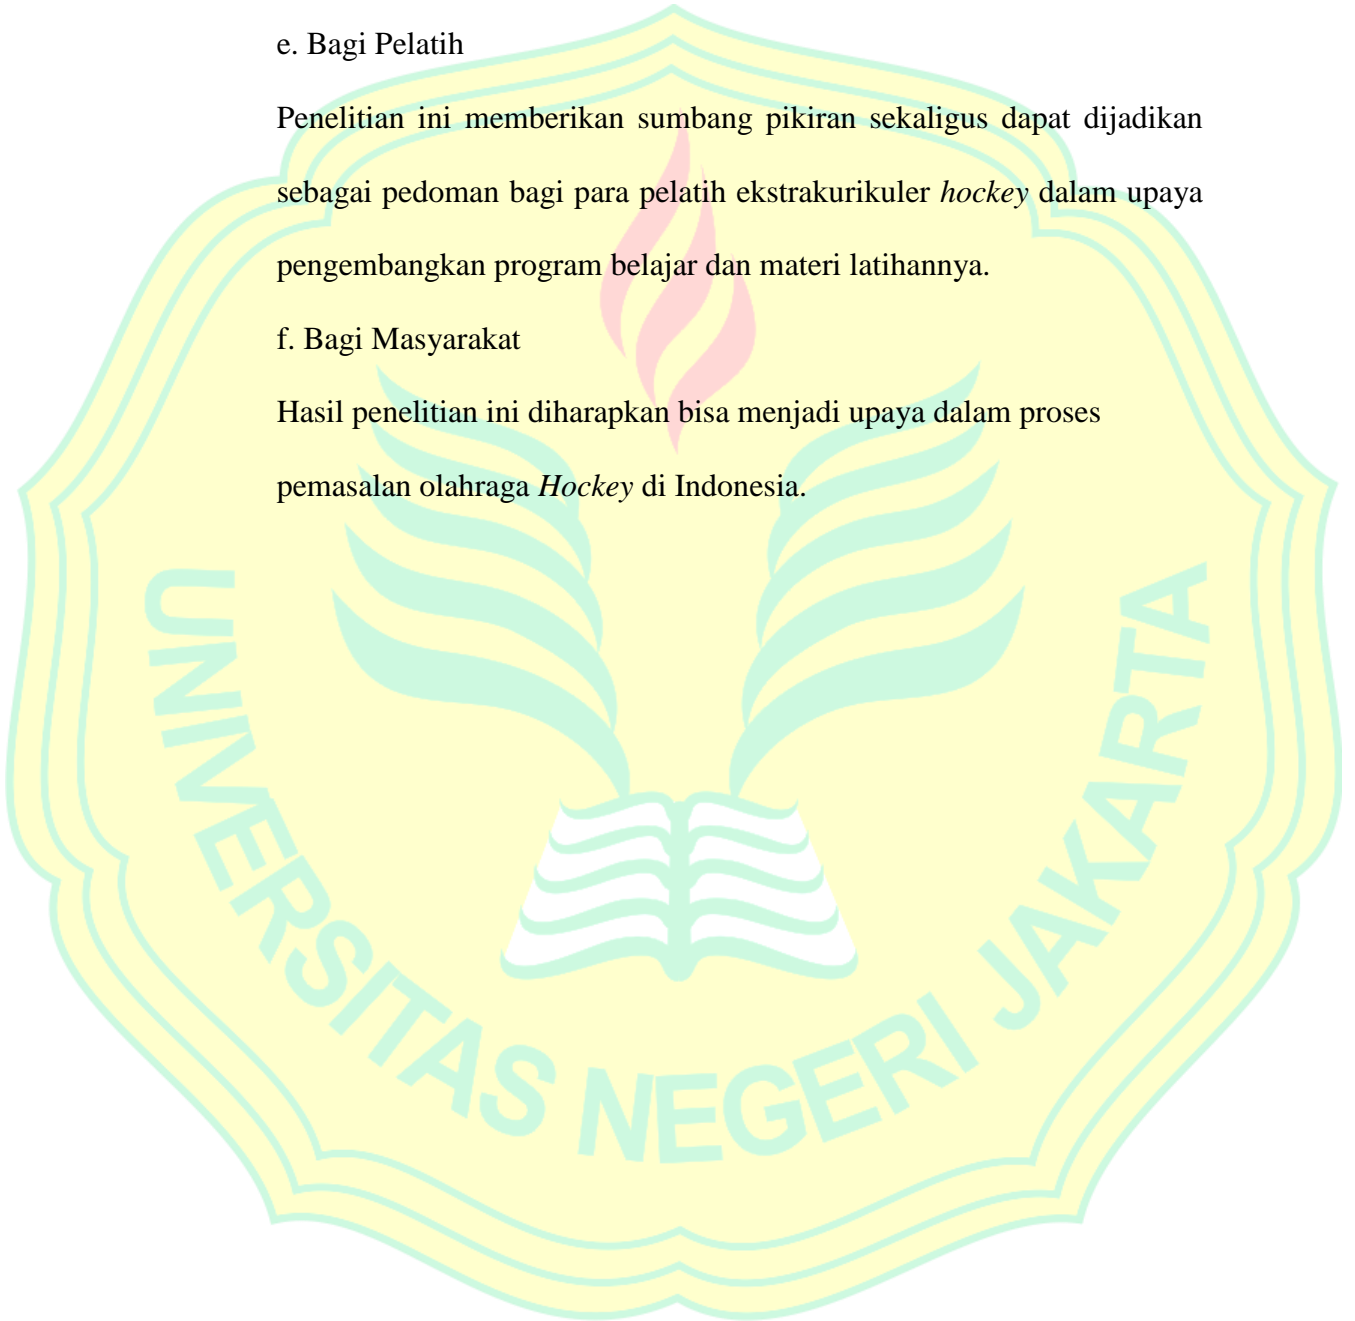 e. Bagi Pelatih
Penelitian ini memberikan sumbang pikiran sekaligus dapat dijadikan
sebagai pedoman bagi para pelatih ekstrakurikuler hockey dalam upaya
pengembangkan program belajar dan materi latihannya.
f. Bagi Masyarakat
Hasil penelitian ini diharapkan bisa menjadi upaya dalam proses
pemasalan olahraga Hockey di Indonesia.
UNIVERSITAS NEGERI JAKARTA